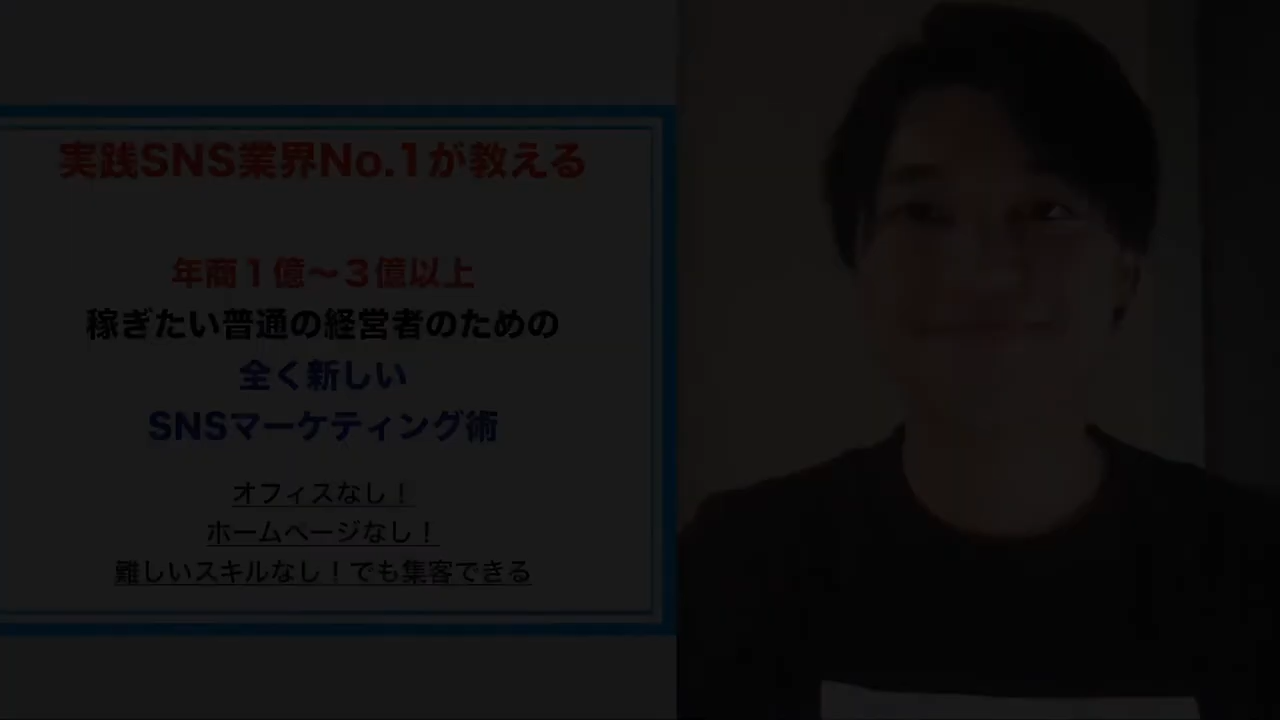 実践SNS業界No.1が教える
年商１億〜３億以上
稼ぎたい普通の経営者のための
全く新しい
SNSマーケティング術
オフィスなし！
ホームページなし！
難しいスキルなし！でも集客できる